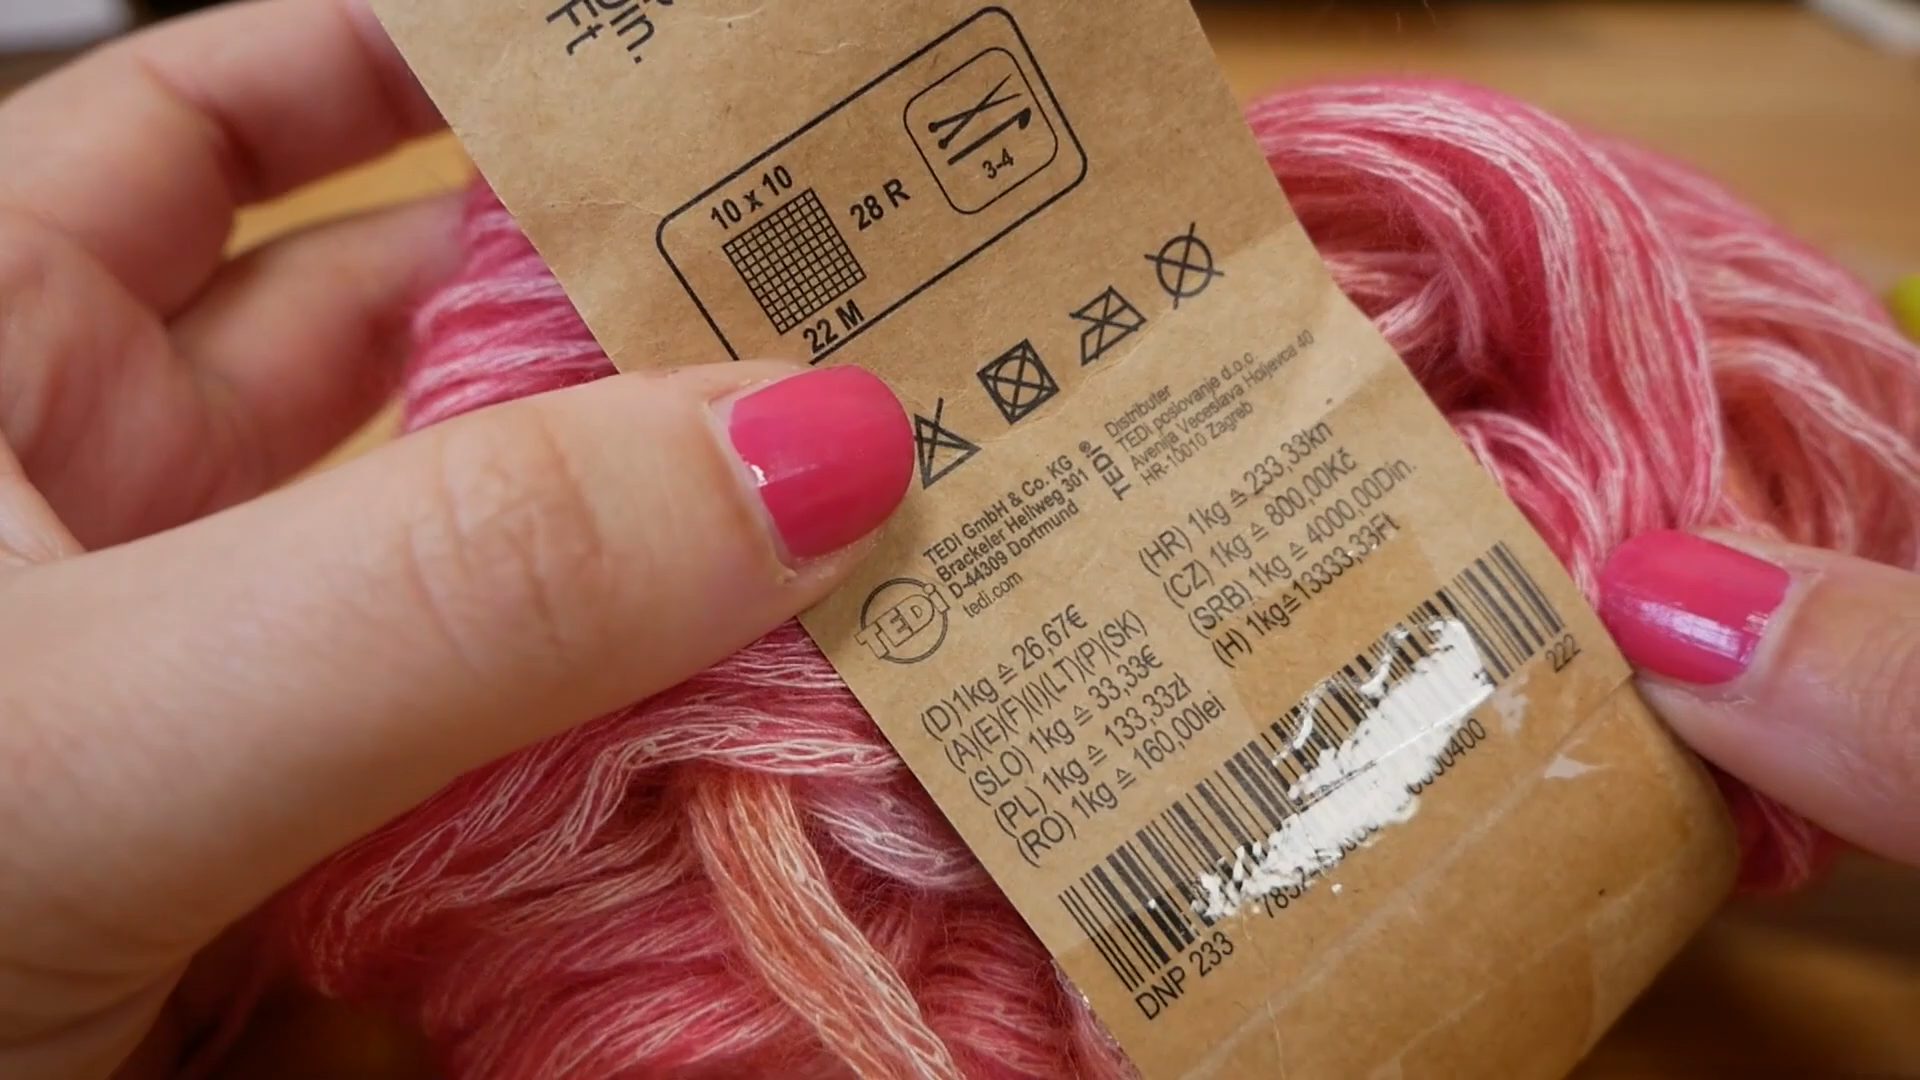 10 x 10
28 R
22 M
3-4
TEDI GmbH & Co. KG
Brackeler Hellweg 301
D-44309 Dortmund
tedi.com
TEDi
TEDi®
Distributer
TEDI poslovanje d.o.o
Avenija Veceslava Holjevca 40
HR-10010 Zagreb
(D)1kg ≙ 26,67€
(A)(E)(F)(I)(LT)(P)(SK)
(SLO) 1kg ≙ 33,33€
(PL) 1kg ≙ 133,33zł
(RO) 1kg ≙ 160,00lei
(HR) 1kg ≙ 233,33kn
(CZ) 1kg ≙ 800,00Kč
(SRB) 1kg ≙ 4000,00Din.
(H) 1kg≙13333,33Ft
222
DNP 233